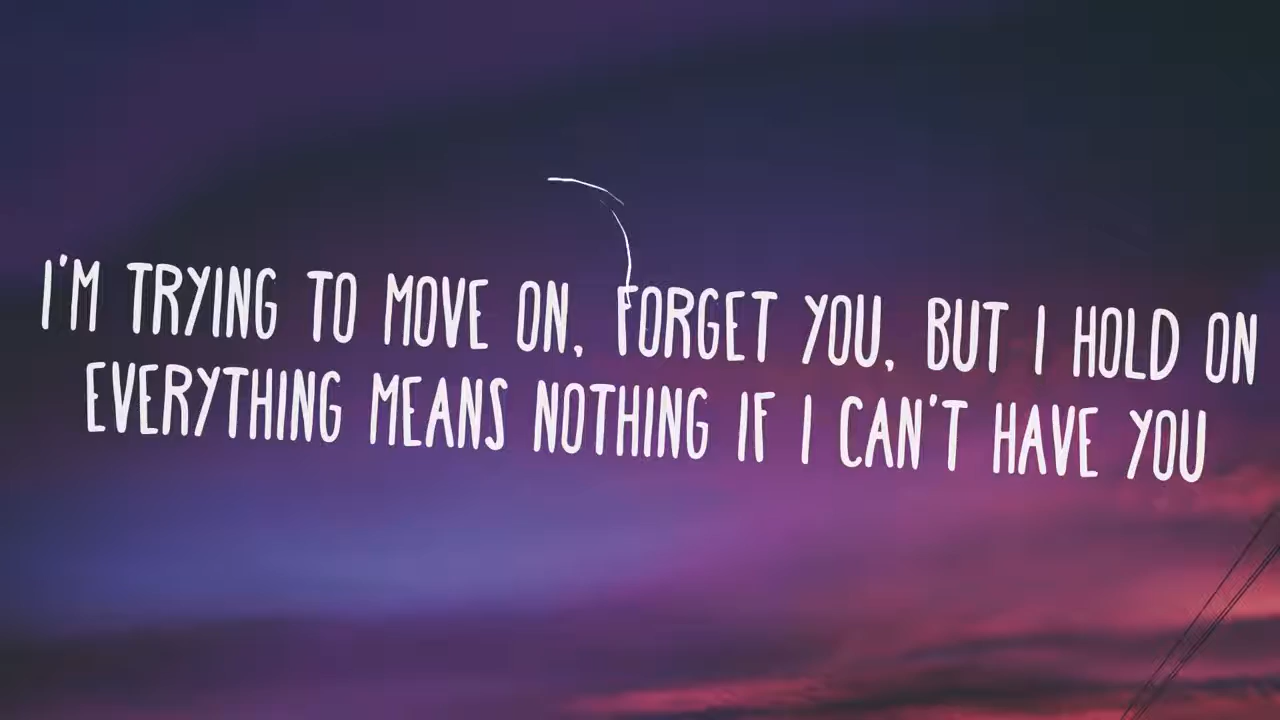 I'M TRYING TO MOVE ON, FORGET YOU, BUT I HOLD ON
EVERYTHING MEANS NOTHING IF I CAN'T HAVE YOU